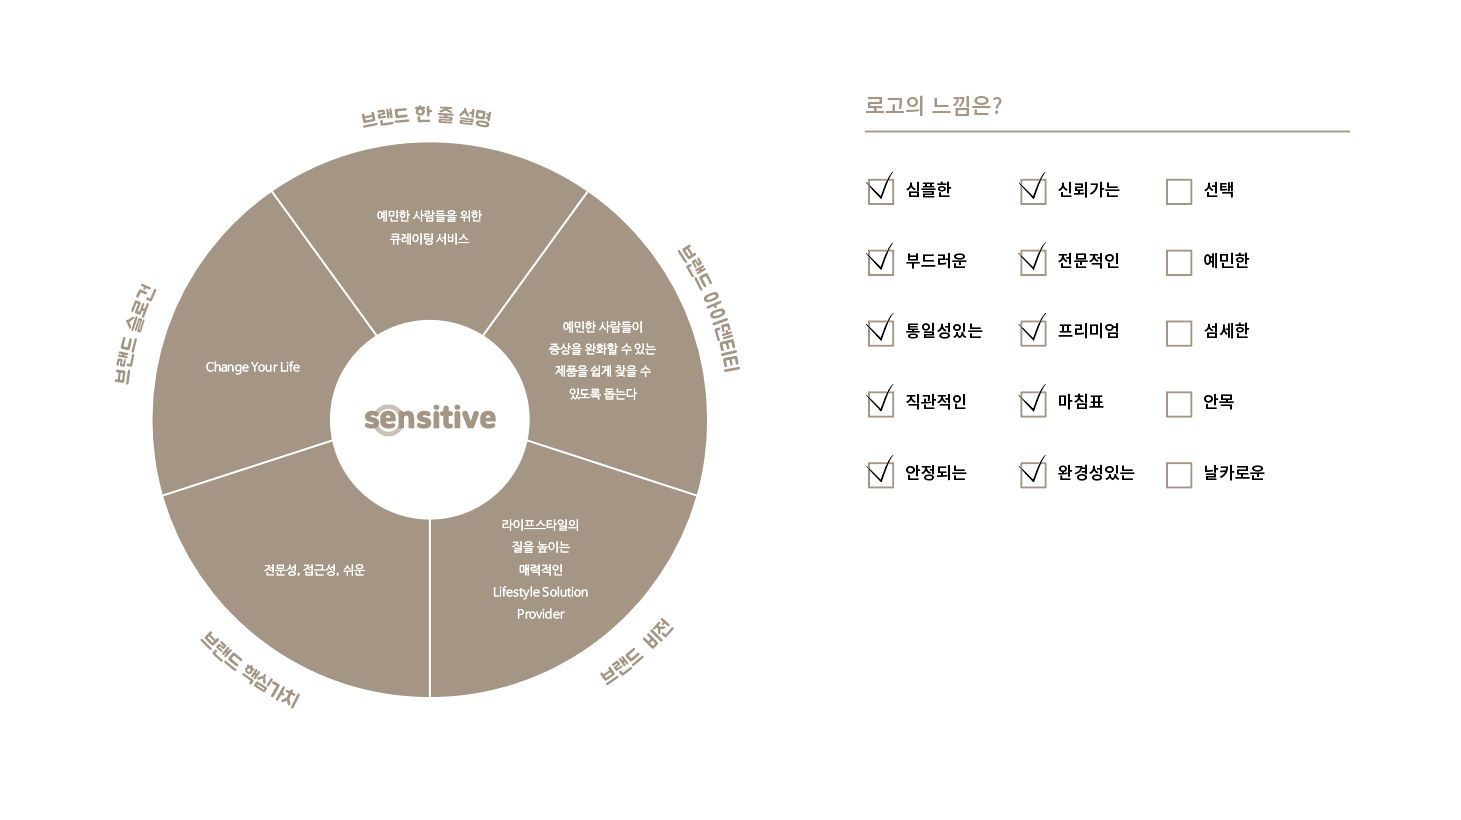 브랜드 한 줄 설명
예민한 사람들을 위한
큐레이팅 서비스
브랜드 아이덴티티
예민한 사람들이
증상을 완화할 수 있는
제품을 쉽게 찾을 수
있도록 돕는다
브랜드 비전
라이프스타일의
질을 높이는
매력적인
Lifestyle Solution
Provider
브랜드 핵심가치
전문성, 접근성, 쉬운
브랜드 슬로건
Change Your Life
sensitive
로고의 느낌은?
심플한 신뢰가는 선택
부드러운 전문적인 예민한
통일성있는 프리미엄 섬세한
직관적인 마침표 안목
안정되는 완경성있는 날카로운